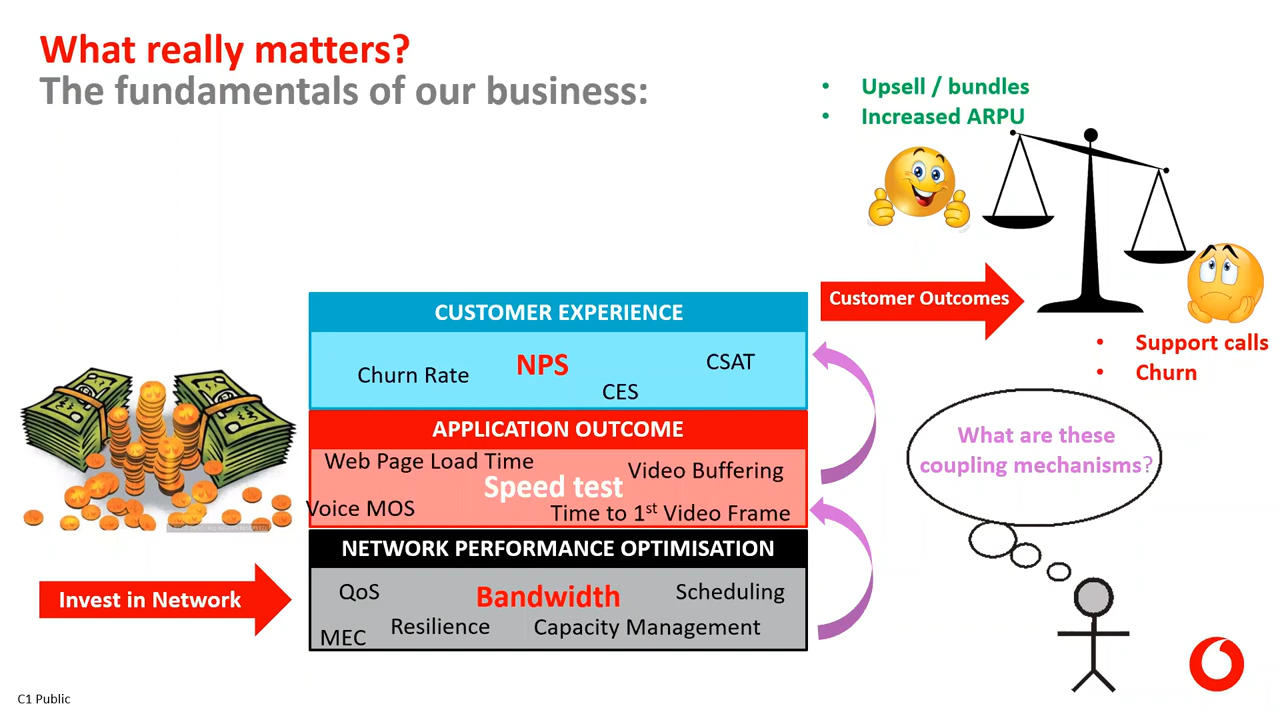 What really matters?
The fundamentals of our business:
• Upsell / bundles
• Increased ARPU
Customer Outcomes
• Support calls
• Churn
CUSTOMER EXPERIENCE
Churn Rate
NPS
CES
CSAT
APPLICATION OUTCOME
Web Page Load Time
Video Buffering
Speed test
Voice MOS
Time to 1st Video Frame
NETWORK PERFORMANCE OPTIMISATION
QoS
Bandwidth
Scheduling
MEC
Resilience
Capacity Management
Invest in Network
What are these
coupling mechanisms?
C1 Public